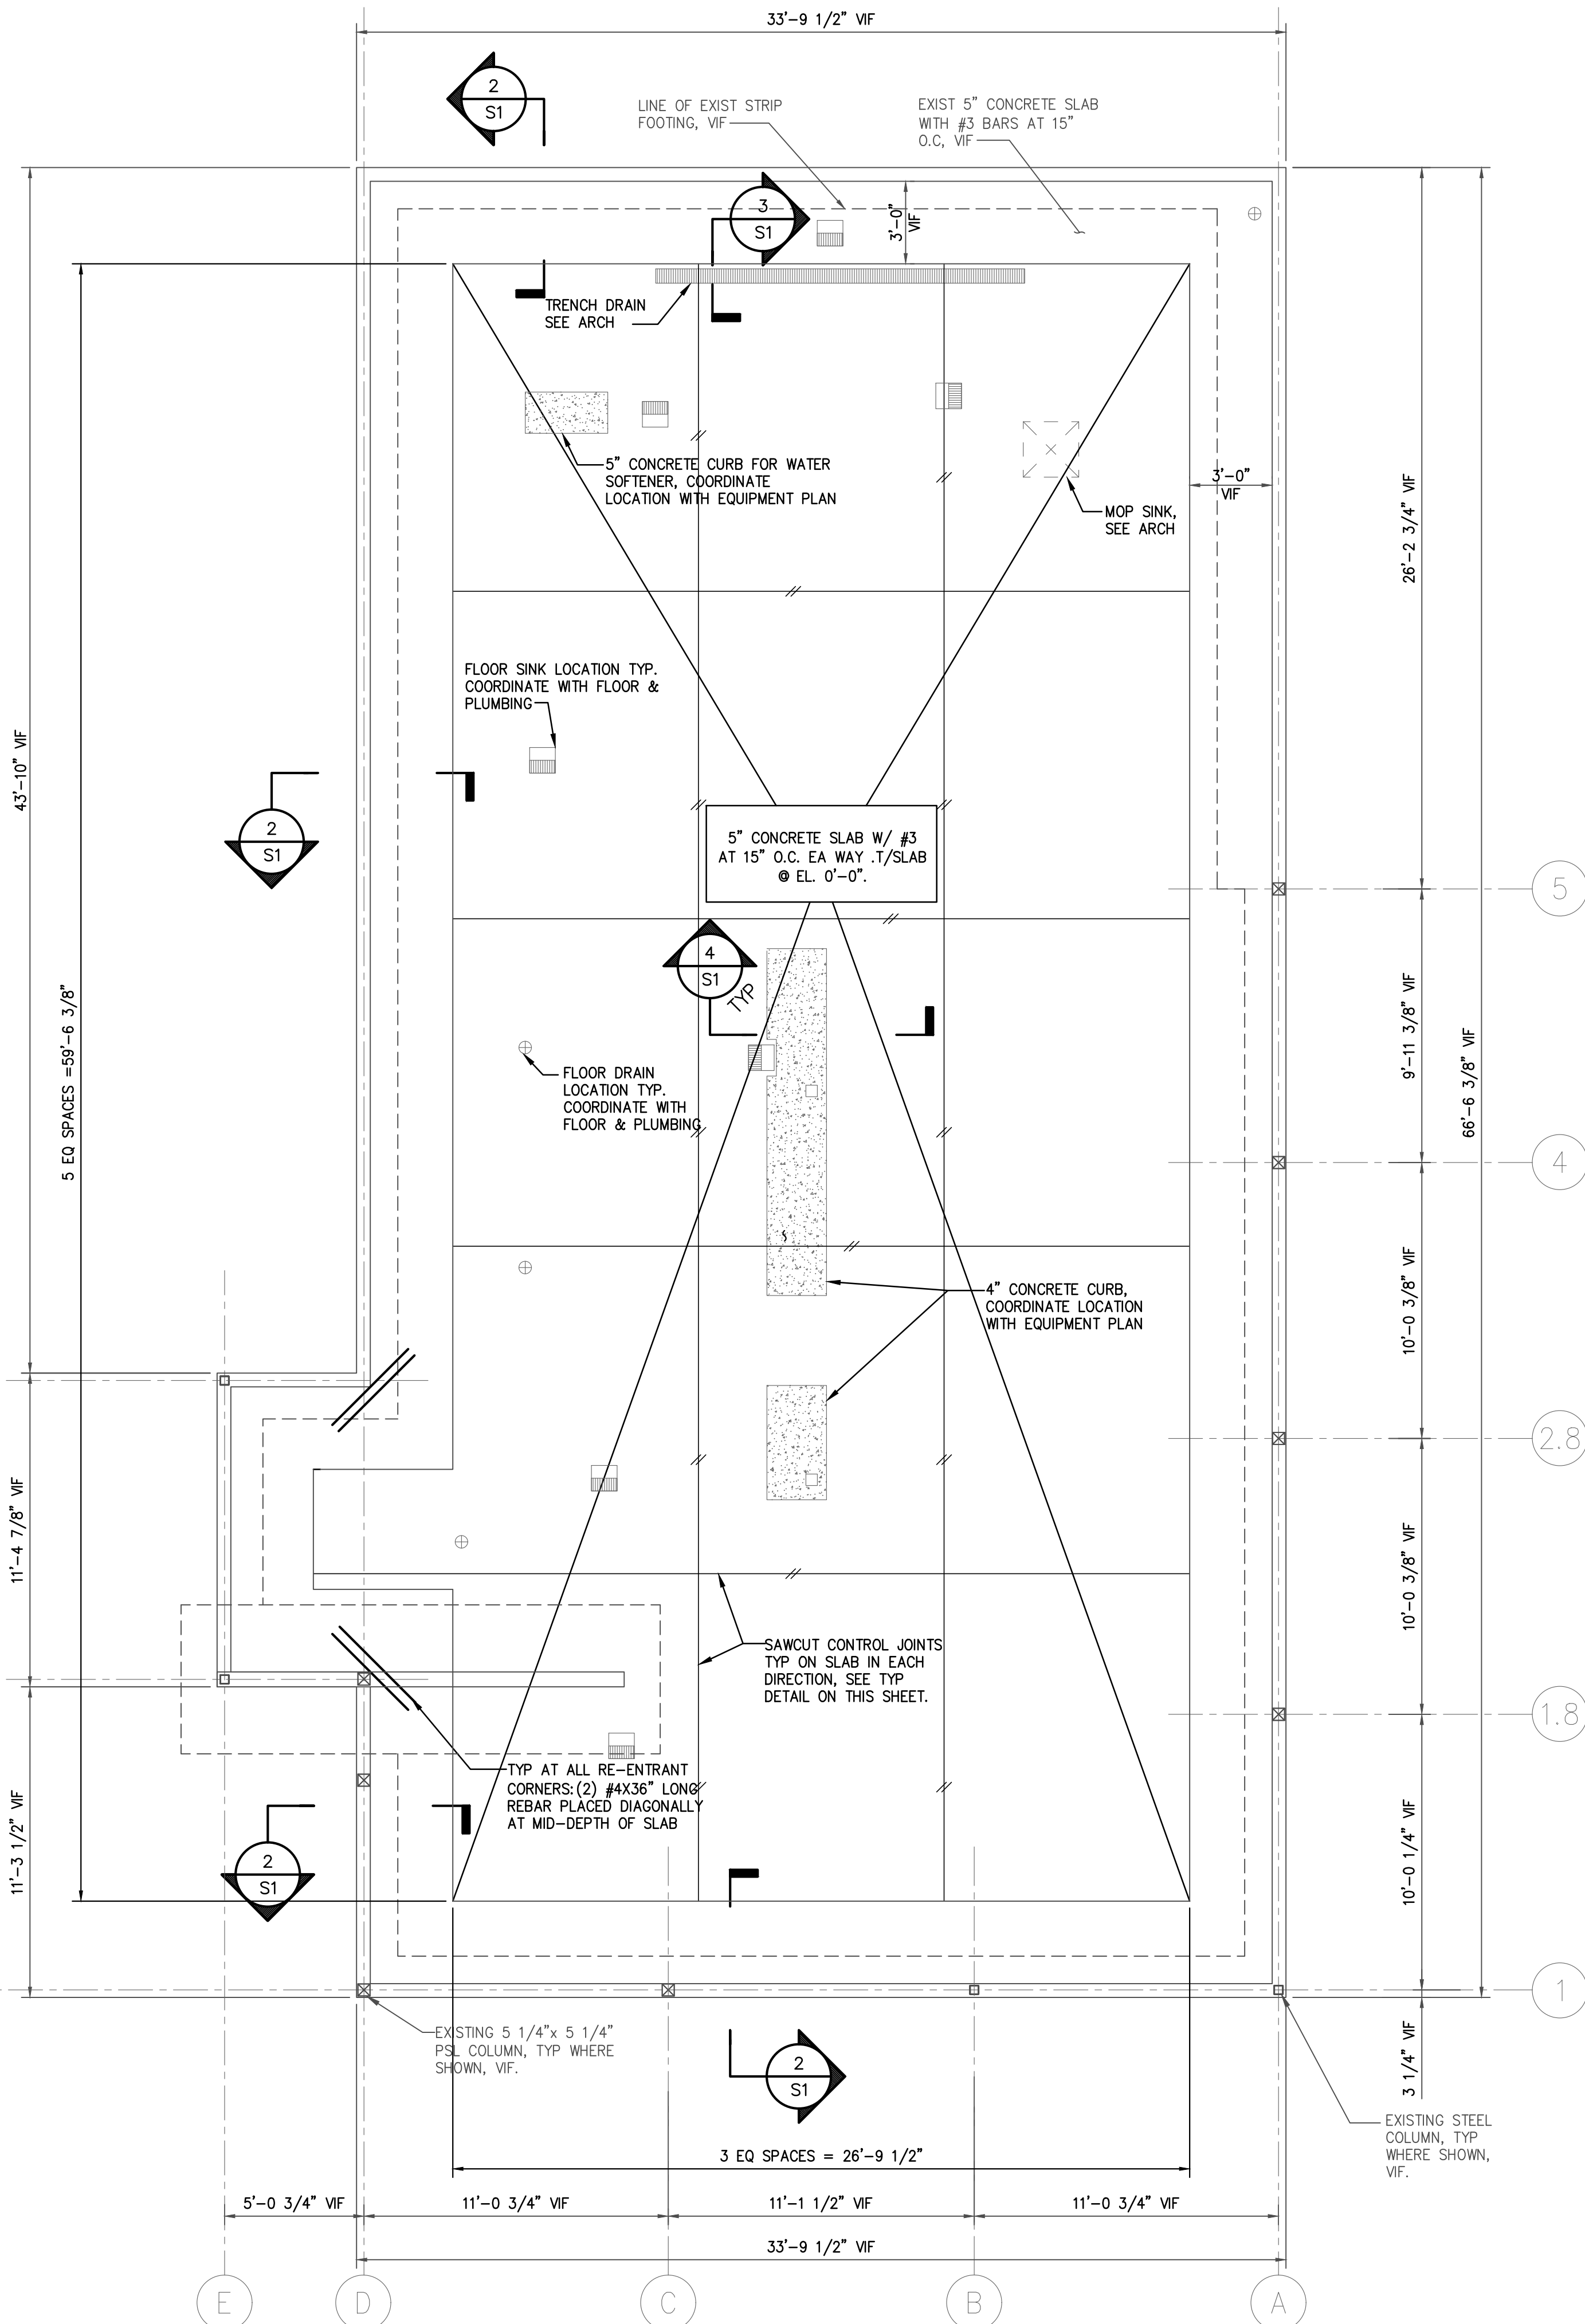 33'-9 1/2" VIF
2
S1
LINE OF EXIST STRIP
FOOTING, VIF
EXIST 5" CONCRETE SLAB
WITH #3 BARS AT 15"
O.C, VIF
3
S1
3'-0"
VIF
TRENCH DRAIN
SEE ARCH
5" CONCRETE CURB FOR WATER
SOFTENER, COORDINATE
LOCATION WITH EQUIPMENT PLAN
3'-0"
VIF
MOP SINK,
SEE ARCH
26'-2 3/4" VIF
FLOOR SINK LOCATION TYP.
COORDINATE WITH FLOOR &
PLUMBING
43'-10" VIF
2
S1
5" CONCRETE SLAB W/ #3
AT 15" O.C. EA WAY .T/SLAB
@ EL. 0'-0".
5
4
S1
TYP
5 EQ SPACES =59'-6 3/8"
9'-11 3/8" VIF
66'-6 3/8" VIF
FLOOR DRAIN
LOCATION TYP.
COORDINATE WITH
FLOOR & PLUMBING
4
10'-0 3/8" VIF
4" CONCRETE CURB,
COORDINATE LOCATION
WITH EQUIPMENT PLAN
2.8
11'-4 7/8" VIF
10'-0 3/8" VIF
SAWCUT CONTROL JOINTS
TYP ON SLAB IN EACH
DIRECTION, SEE TYP
DETAIL ON THIS SHEET.
1.8
TYP AT ALL RE-ENTRANT
CORNERS:(2) #4X36" LONG
REBAR PLACED DIAGONALLY
AT MID-DEPTH OF SLAB
11'-3 1/2" VIF
10'-0 1/4" VIF
2
S1
1
EXISTING 5 1/4"x 5 1/4"
PSL COLUMN, TYP WHERE
SHOWN, VIF.
2
S1
3 1/4" VIF
EXISTING STEEL
COLUMN, TYP
WHERE SHOWN,
VIF.
3 EQ SPACES = 26'-9 1/2"
5'-0 3/4" VIF
11'-0 3/4" VIF
11'-1 1/2" VIF
11'-0 3/4" VIF
33'-9 1/2" VIF
E
D
C
B
A